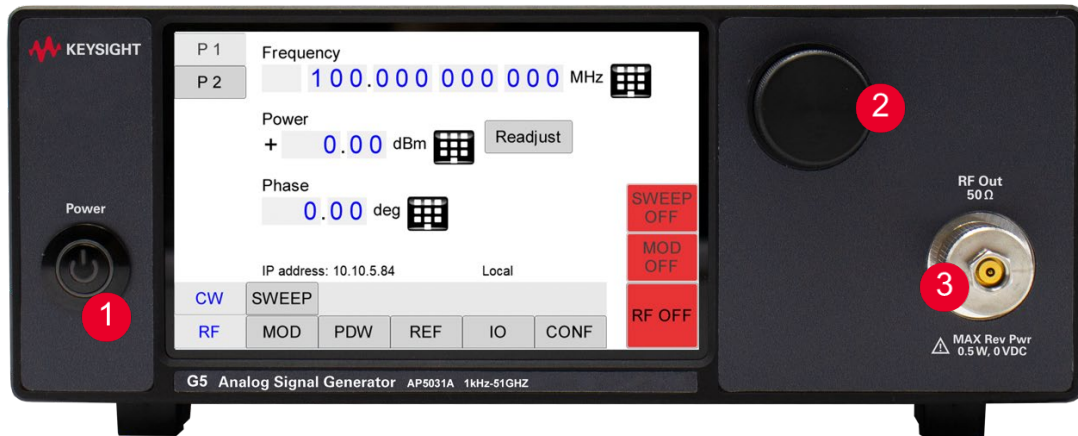 KEYSIGHT
P 1
P 2
Frequency
100.000 000 000 MHz
Power
+ 0.00 dBm
Readjust
Phase
0.00 deg
SWEEP
OFF
MOD
OFF
RF OFF
IP address: 10.10.5.84 Local
CW SWEEP
RF MOD PDW REF IO CONF
G5 Analog Signal Generator AP5031A 1kHz-51GHZ
Power
1
2
RF Out
50 Ω
3
MAX Rev Pwr
0.5 W, 0 VDC